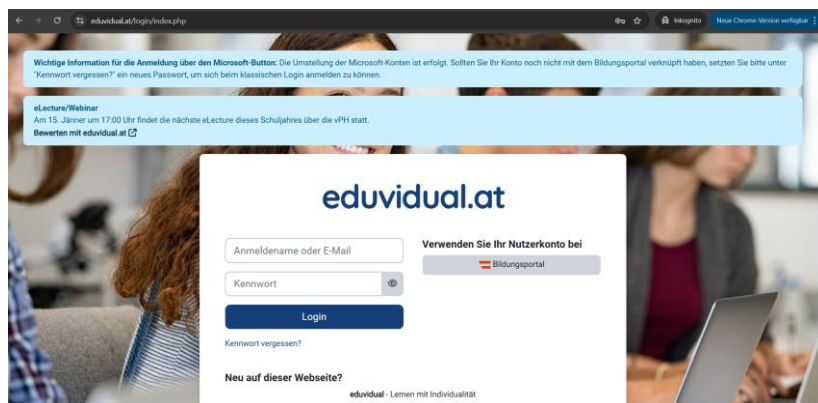 eduvidual.at/login/index.php
Inkognito
Neue Chrome-Version verfügbar
Wichtige Information für die Anmeldung über den Microsoft-Button: Die Umstellung der Microsoft-Konten ist erfolgt. Sollten Sie Ihr Konto noch nicht mit dem Bildungsportal verknüpft haben, setzten Sie bitte unter
"Kennwort vergessen?" ein neues Passwort, um sich beim klassischen Login anmelden zu können.
eLecture/Webinar
Am 15. Jänner um 17:00 Uhr findet die nächste eLecture dieses Schuljahres über die vPH statt.
Bewerten mit eduvidual.at
eduvidual.at
Anmeldename oder E-Mail
Kennwort
Login
Kennwort vergessen?
Verwenden Sie Ihr Nutzerkonto bei
Bildungsportal
Neu auf dieser Webseite?
eduvidual - Lernen mit Individualität